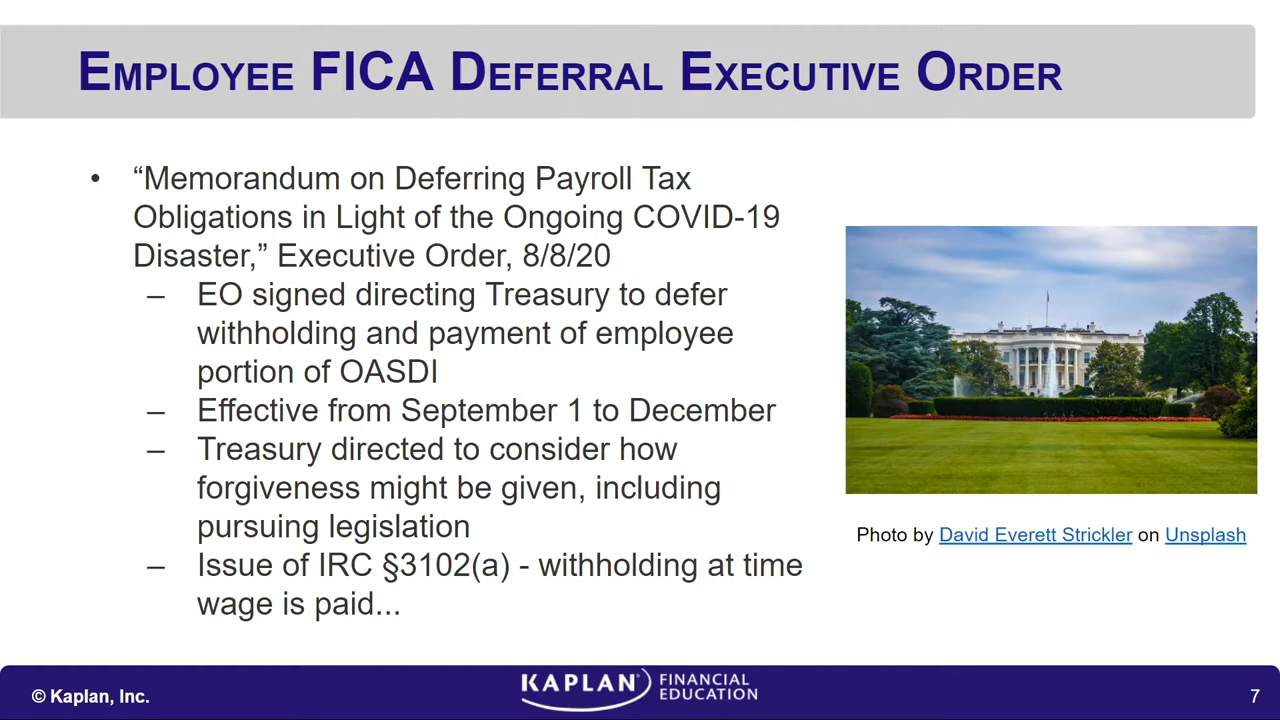 EMPLOYEE FICA DEFERRAL EXECUTIVE ORDER
• “Memorandum on Deferring Payroll Tax
Obligations in Light of the Ongoing COVID-19
Disaster,” Executive Order, 8/8/20
– EO signed directing Treasury to defer
withholding and payment of employee
portion of OASDI
– Effective from September 1 to December
– Treasury directed to consider how
forgiveness might be given, including
pursuing legislation
– Issue of IRC §3102(a) - withholding at time
wage is paid...
Photo by David Everett Strickler on Unsplash
© Kaplan, Inc.
KAPLAN
FINANCIAL
EDUCATION
7